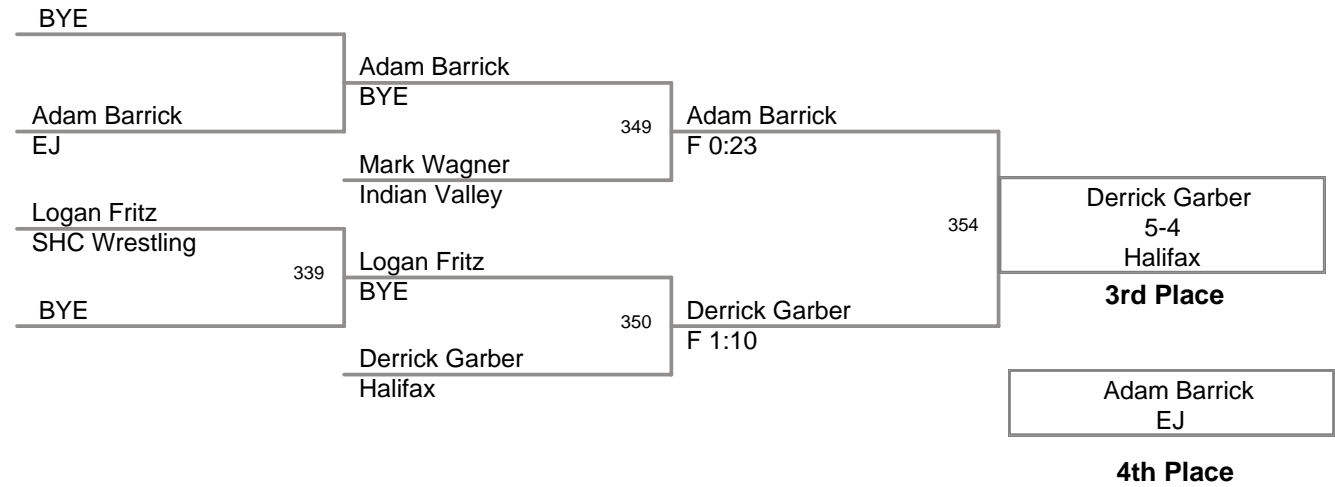 BYE
Adam Barrick
EJ
Logan Fritz
SHC Wrestling
339
BYE
Adam Barrick
BYE
349
Mark Wagner
Indian Valley
Logan Fritz
BYE
350
Derrick Garber
Halifax
Adam Barrick
F 0:23
354
Derrick Garber
F 1:10
Derrick Garber
5-4
Halifax
3rd Place
Adam Barrick
EJ
4th Place